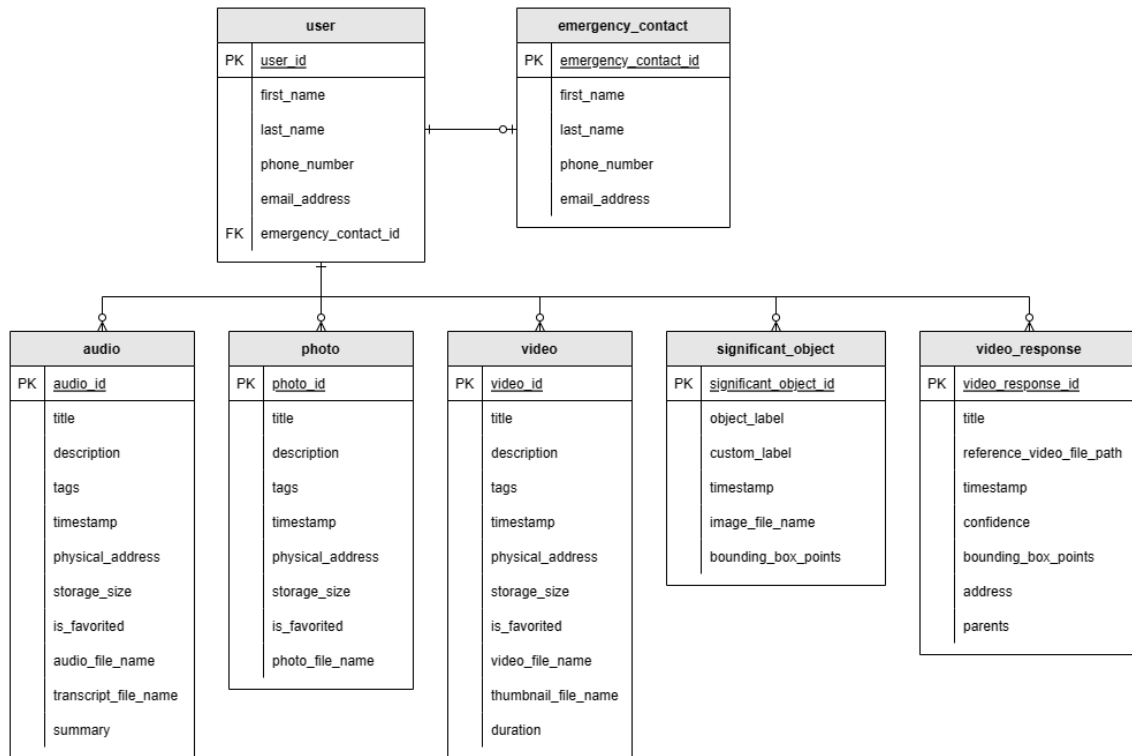 user
PK user_id
first_name
last_name
phone_number
email_address
FK emergency_contact_id
emergency_contact
PK emergency_contact_id
first_name
last_name
phone_number
email_address
audio
PK audio_id
title
description
tags
timestamp
physical_address
storage_size
is_favorited
audio_file_name
transcript_file_name
summary
photo
PK photo_id
title
description
tags
timestamp
physical_address
storage_size
is_favorited
photo_file_name
video
PK video_id
title
description
tags
timestamp
physical_address
storage_size
is_favorited
video_file_name
thumbnail_file_name
duration
significant_object
PK significant_object_id
object_label
custom_label
timestamp
image_file_name
bounding_box_points
video_response
PK video_response_id
title
reference_video_file_path
timestamp
confidence
bounding_box_points
address
parents